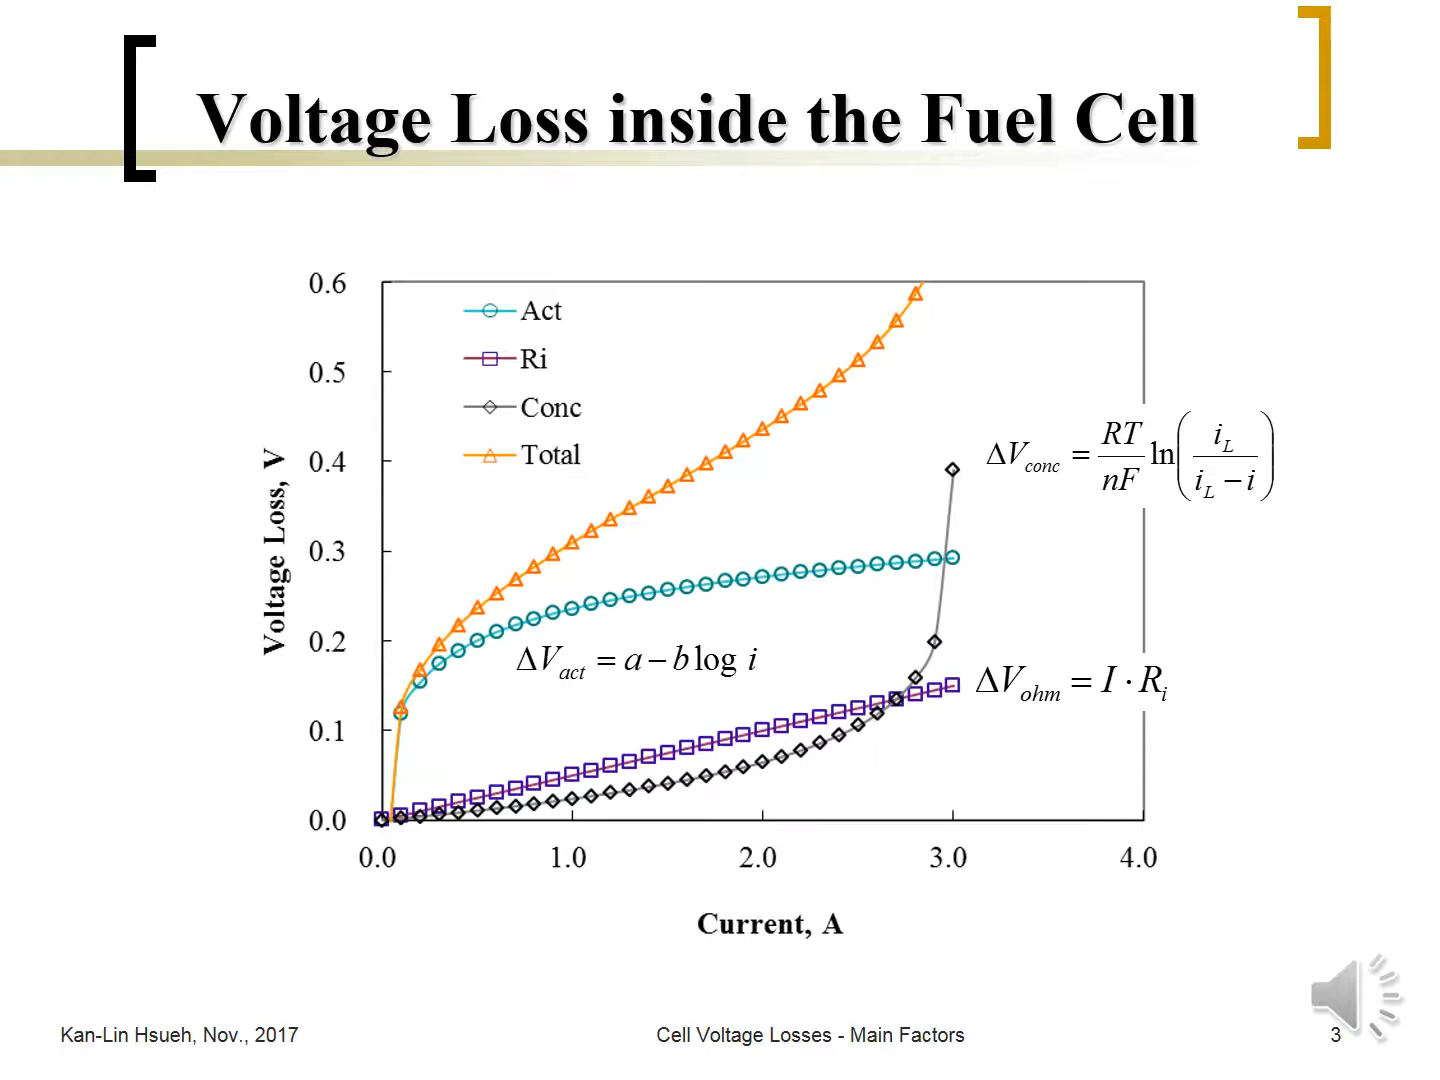 Voltage Loss inside the Fuel Cell
0.6
0.5
0.4
0.3
0.2
0.1
0.0
Voltage Loss, V
Act
Ri
Conc
Total
ΔV_conc = RT/nF ln(i_L/(i_L − i))
ΔV_act = a − b log i
ΔV_ohm = I · R_i
0.0 1.0 2.0 3.0 4.0
Current, A
Kan-Lin Hsueh, Nov., 2017
Cell Voltage Losses - Main Factors
3